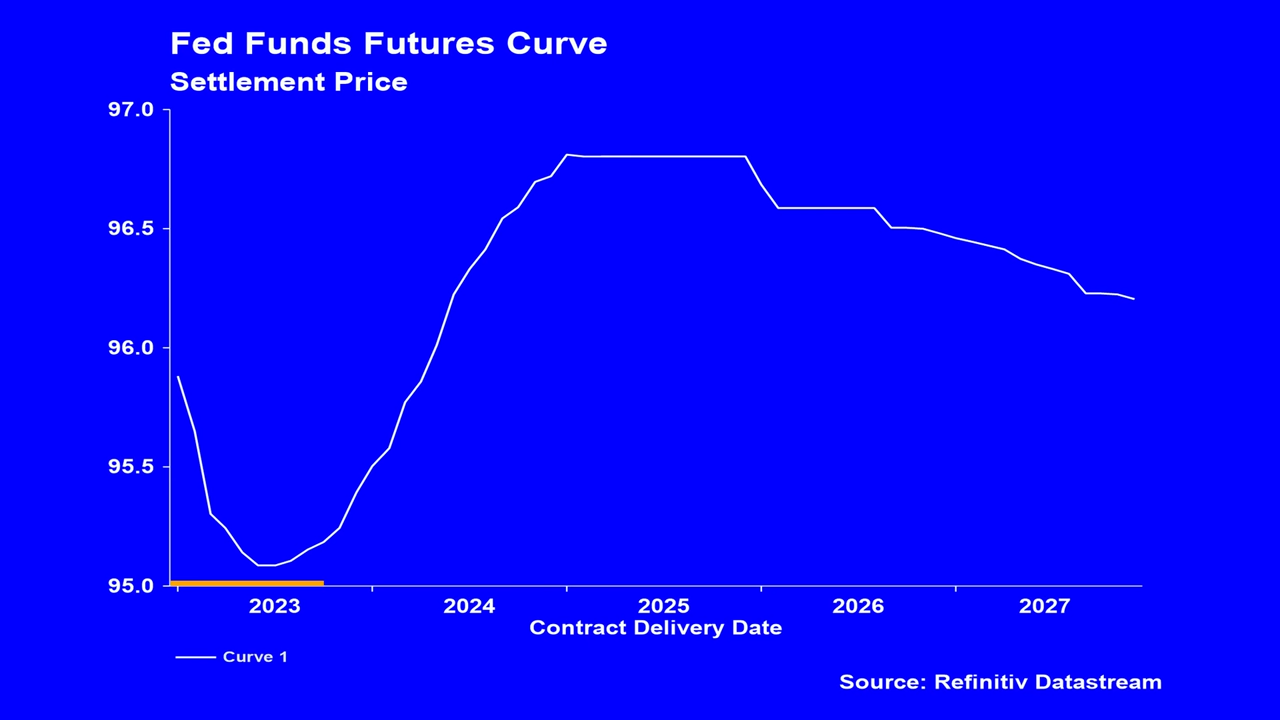 Fed Funds Futures Curve
Settlement Price
97.0
96.5
96.0
95.5
95.0
2023 2024 2025 2026 2027
Contract Delivery Date
Curve 1
Source: Refinitiv Datastream